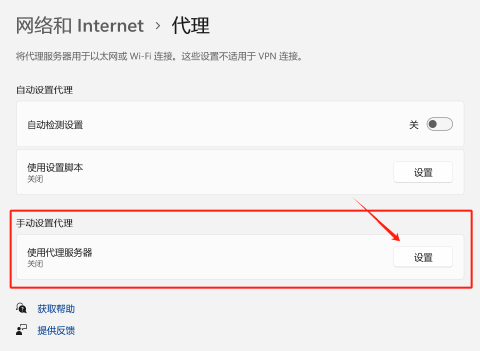 网络和 Internet › 代理
将代理服务器用于以太网或 Wi-Fi 连接。这些设置不适用于 VPN 连接。
自动设置代理
自动检测设置 关
使用设置脚本 设置
关闭
手动设置代理
使用代理服务器 设置
关闭
获取帮助
提供反馈